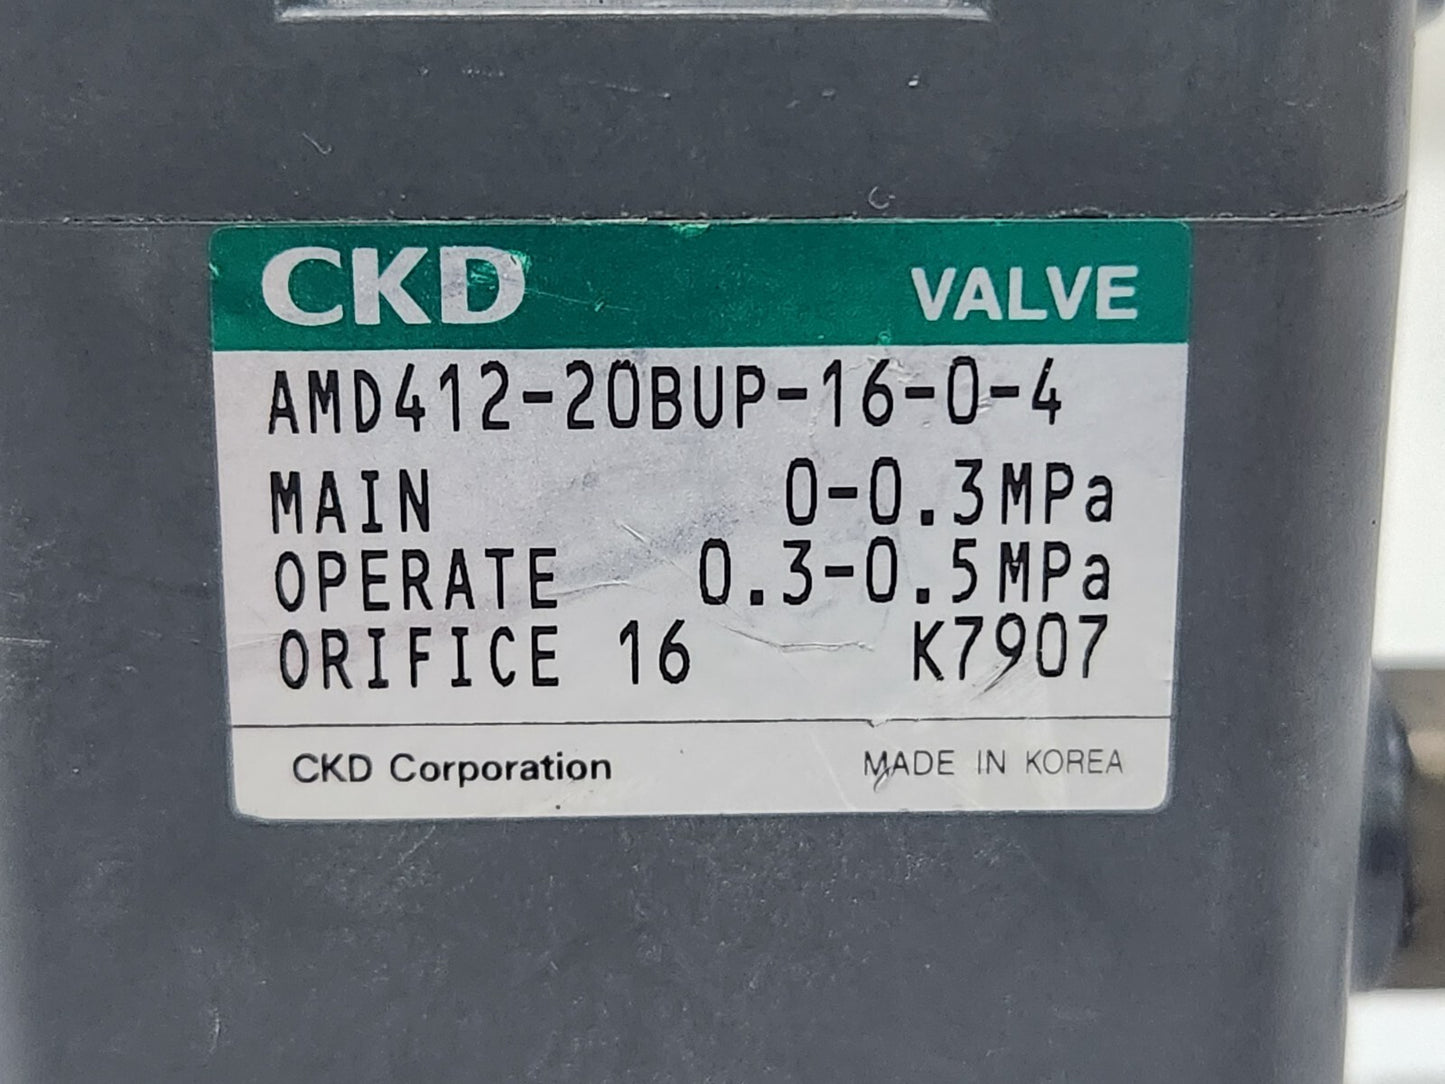 CKD VALVE
AMD412-20BUP-16-0-4
MAIN 0-0.3MPa
OPERATE 0.3-0.5MPa
ORIFICE 16 K7907
CKD Corporation MADE IN KOREA